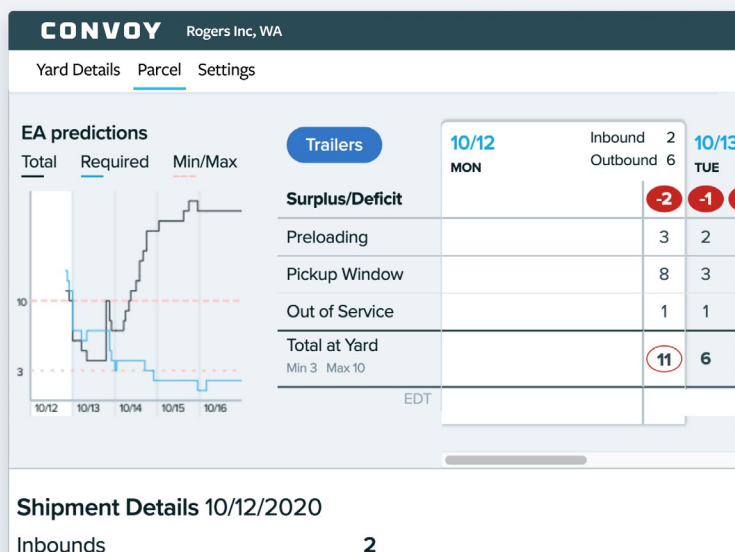 CONVOY Rogers Inc, WA
Yard Details Parcel Settings
EA predictions
Total Required Min/Max
10
3
10/12 10/13 10/14 10/15 10/16
Trailers
10/12 Inbound 2 10/13
MON Outbound 6 TUE
Surplus/Deficit -2 -1
Preloading 3 2
Pickup Window 8 3
Out of Service 1 1
Total at Yard 11 6
Min 3 Max 10
EDT
Shipment Details 10/12/2020
Inbounds 2